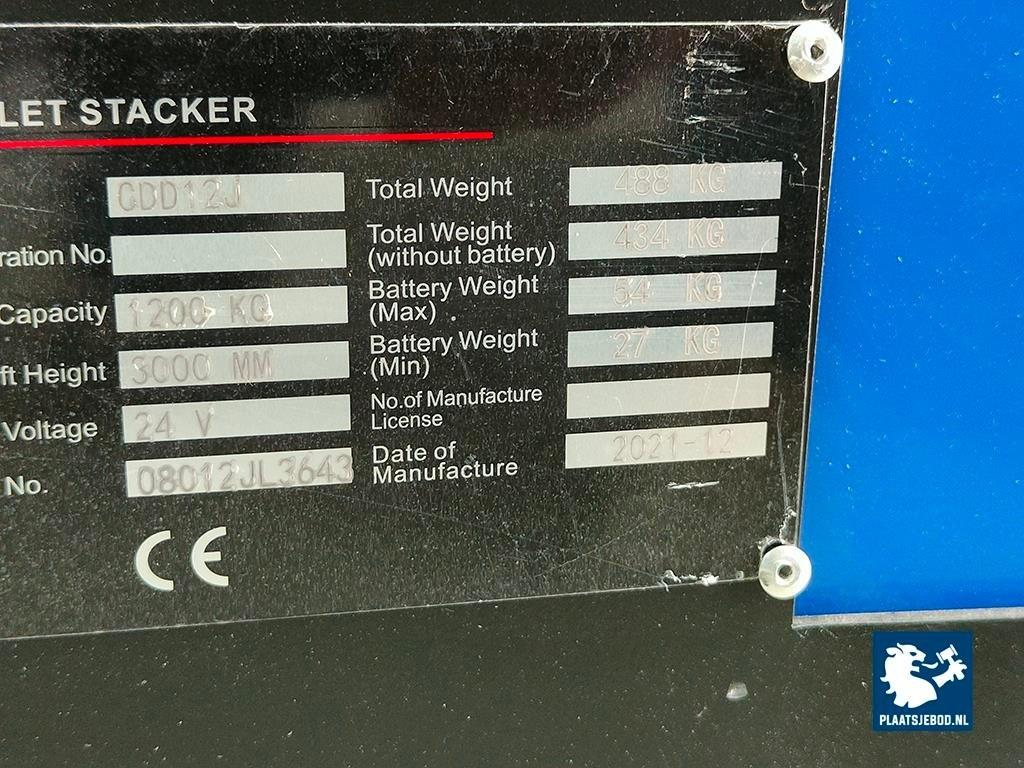 LET STACKER
CDD12J
ration No.
Capacity 1200 KG
ft Height 3000 MM
Voltage 24 V
No. 08012JL3643
Total Weight 488 KG
Total Weight
(without battery) 434 KG
Battery Weight
(Max) 54 KG
Battery Weight
(Min) 27 KG
No.of Manufacture
License
Date of
Manufacture 2021-12
CE
PLAATSJEBOD.NL